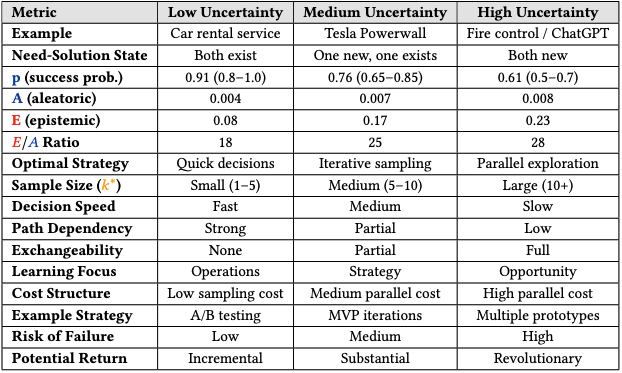 Metric Low Uncertainty Medium Uncertainty High Uncertainty
Example Car rental service Tesla Powerwall Fire control / ChatGPT
Need-Solution State Both exist One new, one exists Both new
p (success prob.) 0.91 (0.8–1.0) 0.76 (0.65–0.85) 0.61 (0.5–0.7)
A (aleatoric) 0.004 0.007 0.008
E (epistemic) 0.08 0.17 0.23
E/A Ratio 18 25 28
Optimal Strategy Quick decisions Iterative sampling Parallel exploration
Sample Size (k*) Small (1–5) Medium (5–10) Large (10+)
Decision Speed Fast Medium Slow
Path Dependency Strong Partial Low
Exchangeability None Partial Full
Learning Focus Operations Strategy Opportunity
Cost Structure Low sampling cost Medium parallel cost High parallel cost
Example Strategy A/B testing MVP iterations Multiple prototypes
Risk of Failure Low Medium High
Potential Return Incremental Substantial Revolutionary